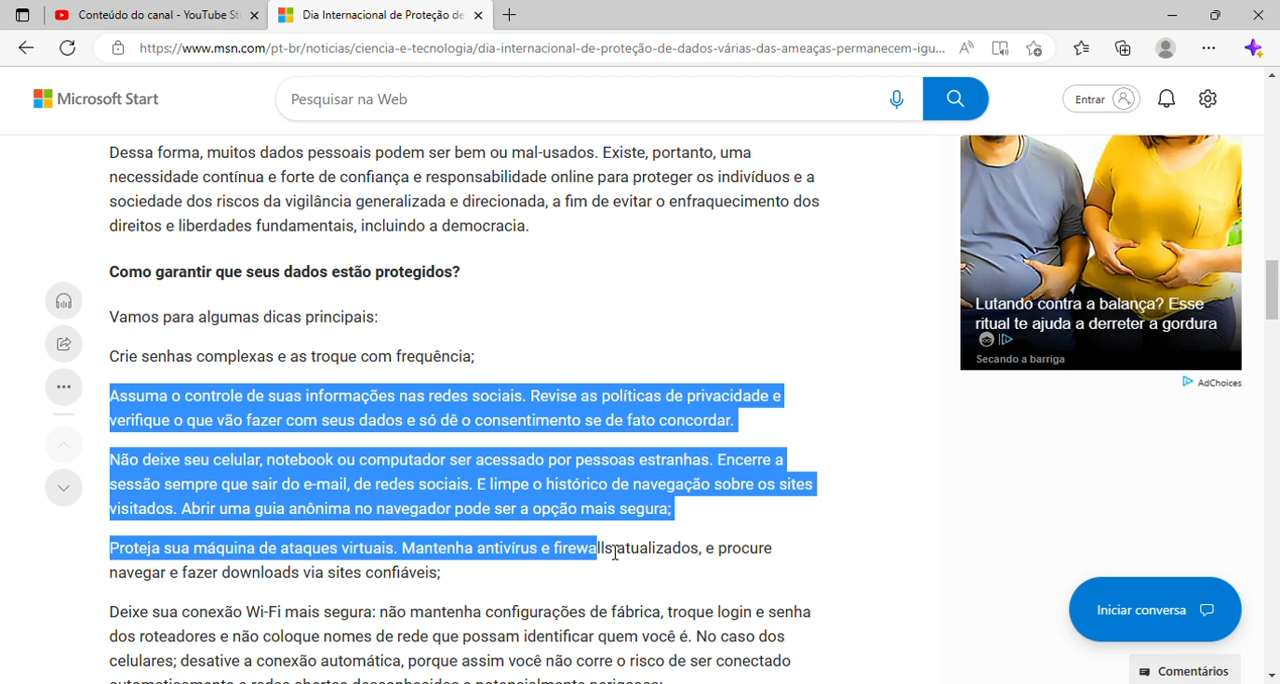 Conteúdo do canal - YouTube St
Dia Internacional de Proteção de
https://www.msn.com/pt-br/noticias/ciencia-e-tecnologia/dia-internacional-de-proteção-de-dados-várias-das-ameaças-permanecem-igu...
Microsoft Start
Pesquisar na Web
Entrar
Dessa forma, muitos dados pessoais podem ser bem ou mal-usados. Existe, portanto, uma
necessidade contínua e forte de confiança e responsabilidade online para proteger os indivíduos e a
sociedade dos riscos da vigilância generalizada e direcionada, a fim de evitar o enfraquecimento dos
direitos e liberdades fundamentais, incluindo a democracia.
Como garantir que seus dados estão protegidos?
Vamos para algumas dicas principais:
Crie senhas complexas e as troque com frequência;
Assuma o controle de suas informações nas redes sociais. Revise as políticas de privacidade e
verifique o que vão fazer com seus dados e só dê o consentimento se de fato concordar.
Não deixe seu celular, notebook ou computador ser acessado por pessoas estranhas. Encerre a
sessão sempre que sair do e-mail, de redes sociais. E limpe o histórico de navegação sobre os sites
visitados. Abrir uma guia anônima no navegador pode ser a opção mais segura;
Proteja sua máquina de ataques virtuais. Mantenha antivírus e firewalls atualizados, e procure
navegar e fazer downloads via sites confiáveis;
Deixe sua conexão Wi-Fi mais segura: não mantenha configurações de fábrica, troque login e senha
dos roteadores e não coloque nomes de rede que possam identificar quem você é. No caso dos
celulares; desative a conexão automática, porque assim você não corre o risco de ser conectado
automaticamente a redes abertas desconhecidas e potencialmente perigosas;
Lutando contra a balança? Esse
ritual te ajuda a derreter a gordura
Secando a barriga
AdChoices
Iniciar conversa
Comentários